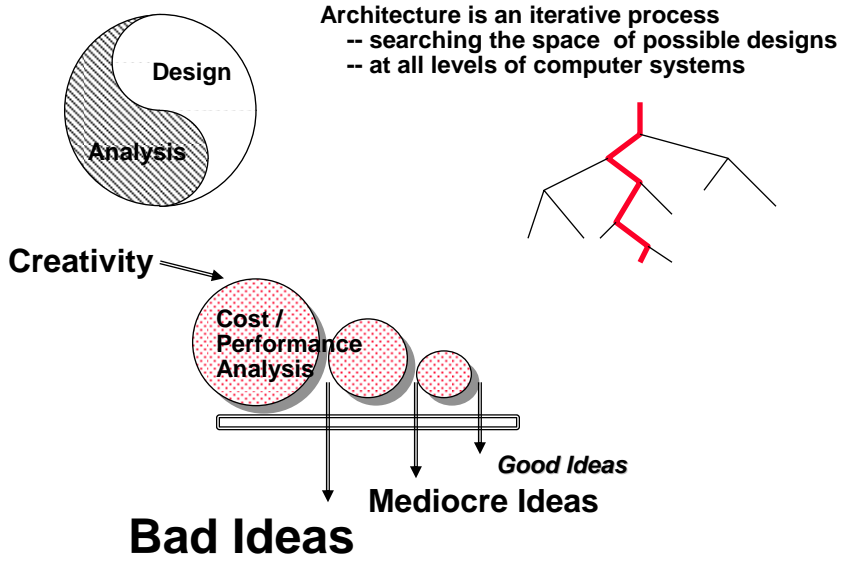 Architecture is an iterative process
-- searching the space of possible designs
-- at all levels of computer systems
Design
Analysis
Creativity
Cost /
Performance
Analysis
Good Ideas
Mediocre Ideas
Bad Ideas